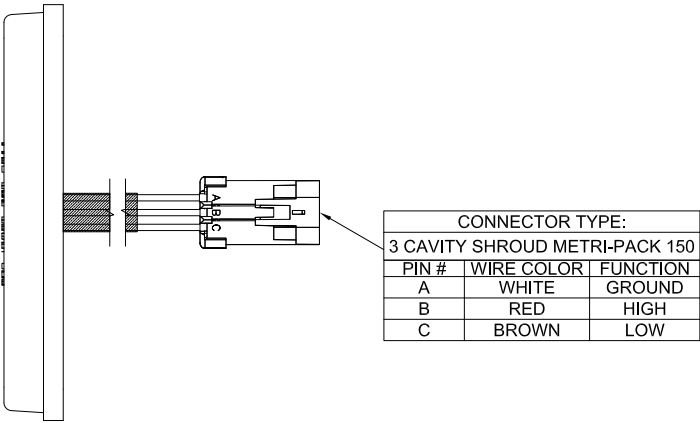 A
B
C
CONNECTOR TYPE:
3 CAVITY SHROUD METRI-PACK 150
PIN # WIRE COLOR FUNCTION
A WHITE GROUND
B RED HIGH
C BROWN LOW